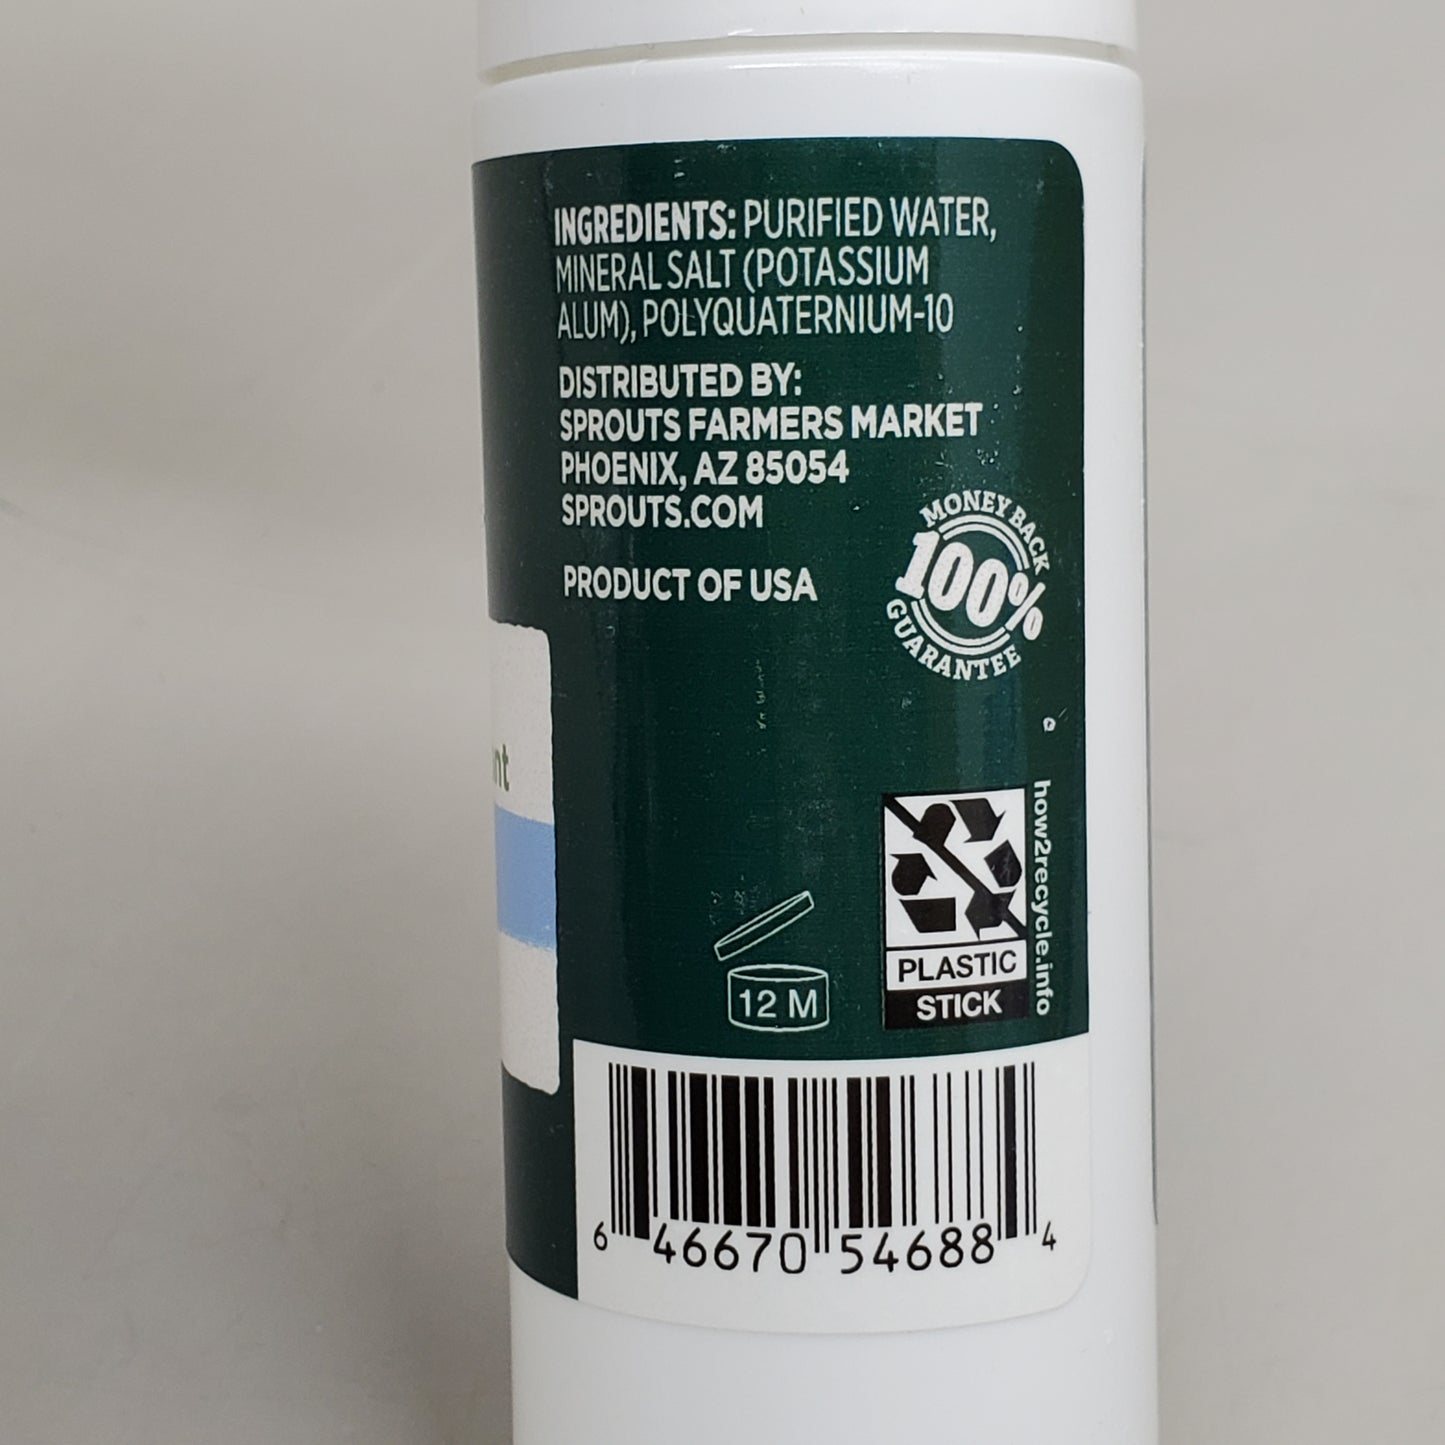 INGREDIENTS: PURIFIED WATER,
MINERAL SALT (POTASSIUM
ALUM), POLYQUATERNIUM-10
DISTRIBUTED BY:
SPROUTS FARMERS MARKET
PHOENIX, AZ 85054
SPROUTS.COM
PRODUCT OF USA
MONEY BACK
100%
GUARANTEE
nt
how2recycle.info
PLASTIC
STICK
12 M
6 46670 54688 4